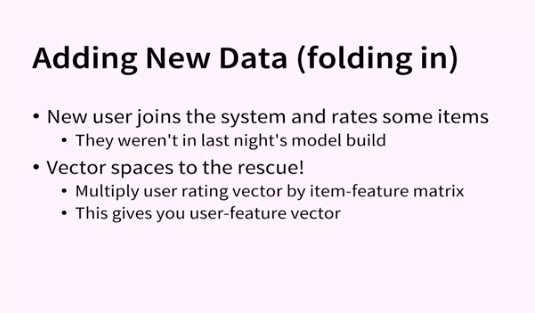 Adding New Data (folding in)
• New user joins the system and rates some items
• They weren't in last night's model build
• Vector spaces to the rescue!
• Multiply user rating vector by item-feature matrix
• This gives you user-feature vector